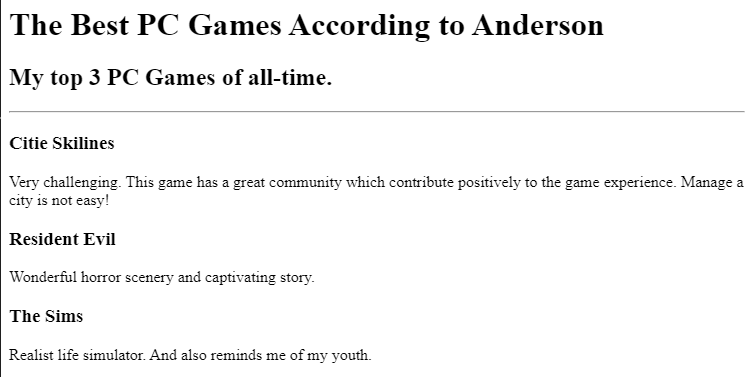 The Best PC Games According to Anderson
My top 3 PC Games of all-time.
Citie Skilines
Very challenging. This game has a great community which contribute positively to the game experience. Manage a
city is not easy!
Resident Evil
Wonderful horror scenery and captivating story.
The Sims
Realist life simulator. And also reminds me of my youth.